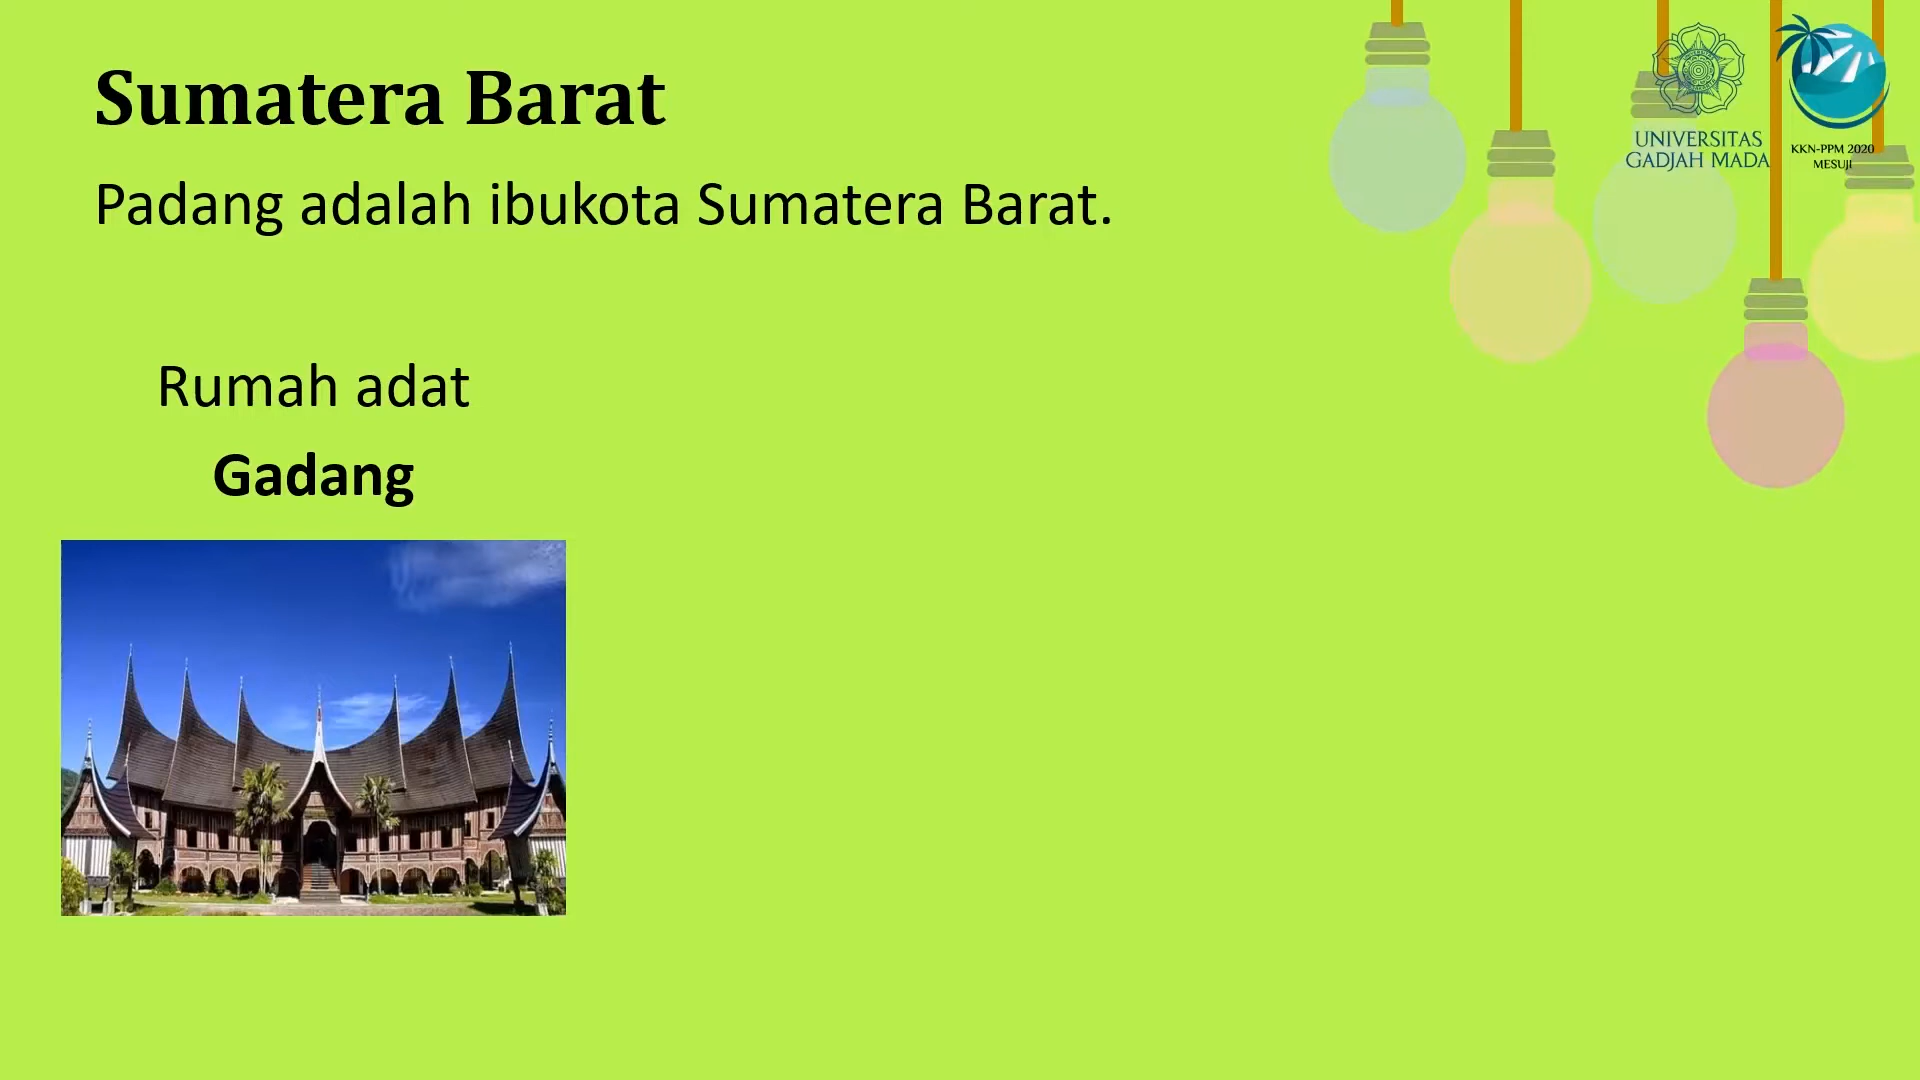 Sumatera Barat
Padang adalah ibukota Sumatera Barat.
Rumah adat
Gadang
UNIVERSITAS
GADJAH MADA
KKN-PPM 2020
MESUJI